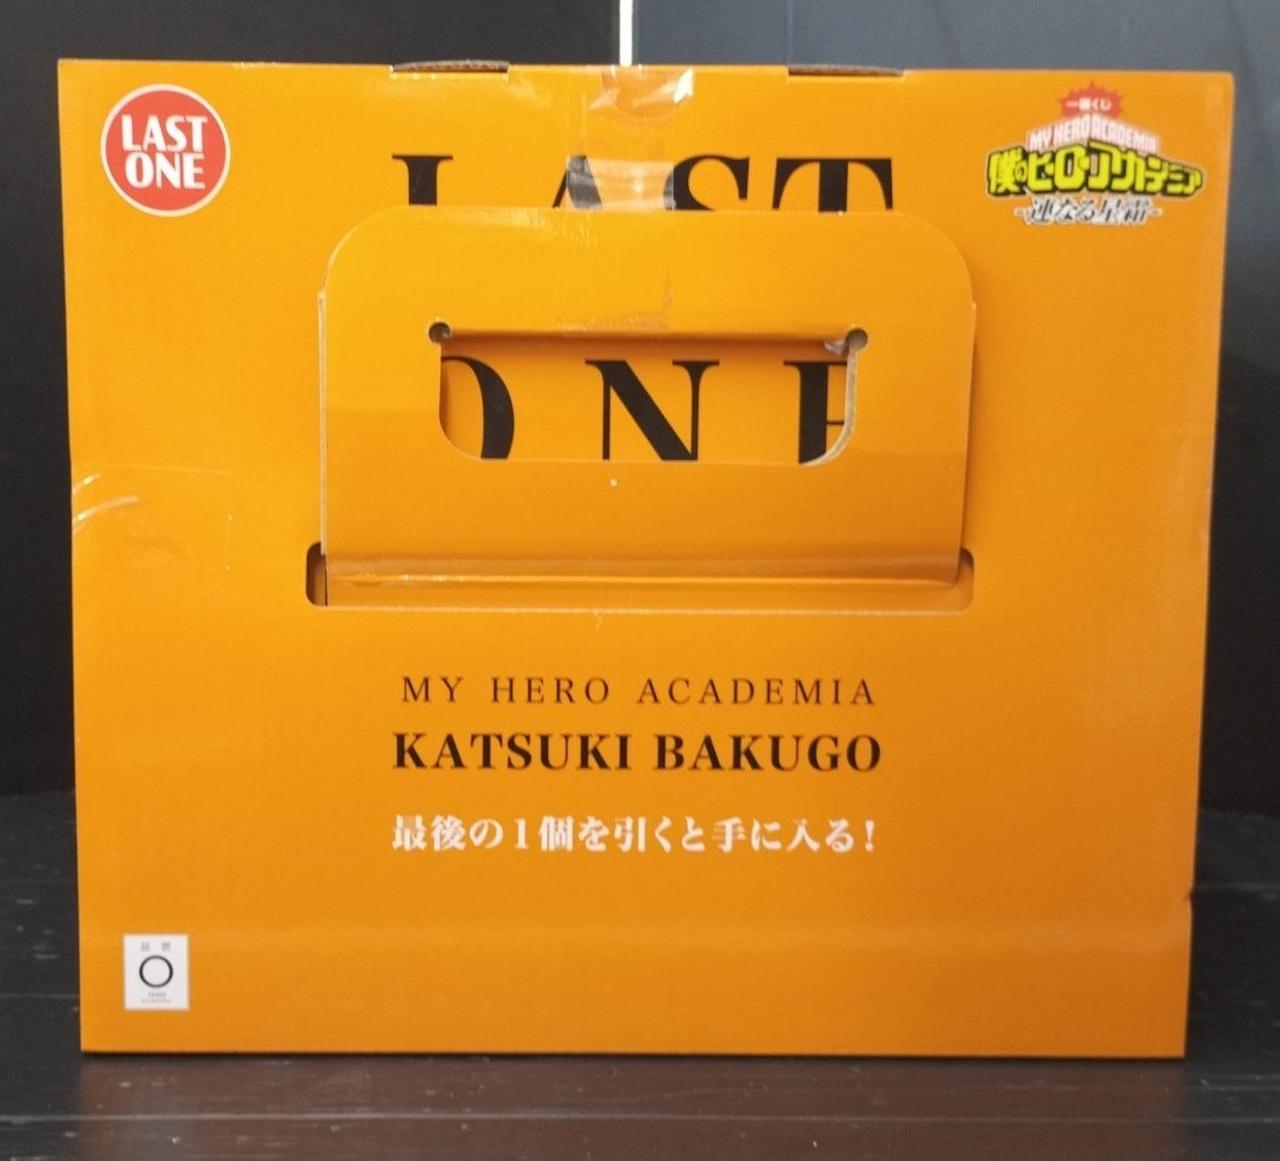 LAST
ONE
LAST
ONE
一番くじ
MY HERO ACADEMIA
僕のヒーローアカデミア
-連なる星霜-
MY HERO ACADEMIA
KATSUKI BAKUGO
最後の1個を引くと手に入る!